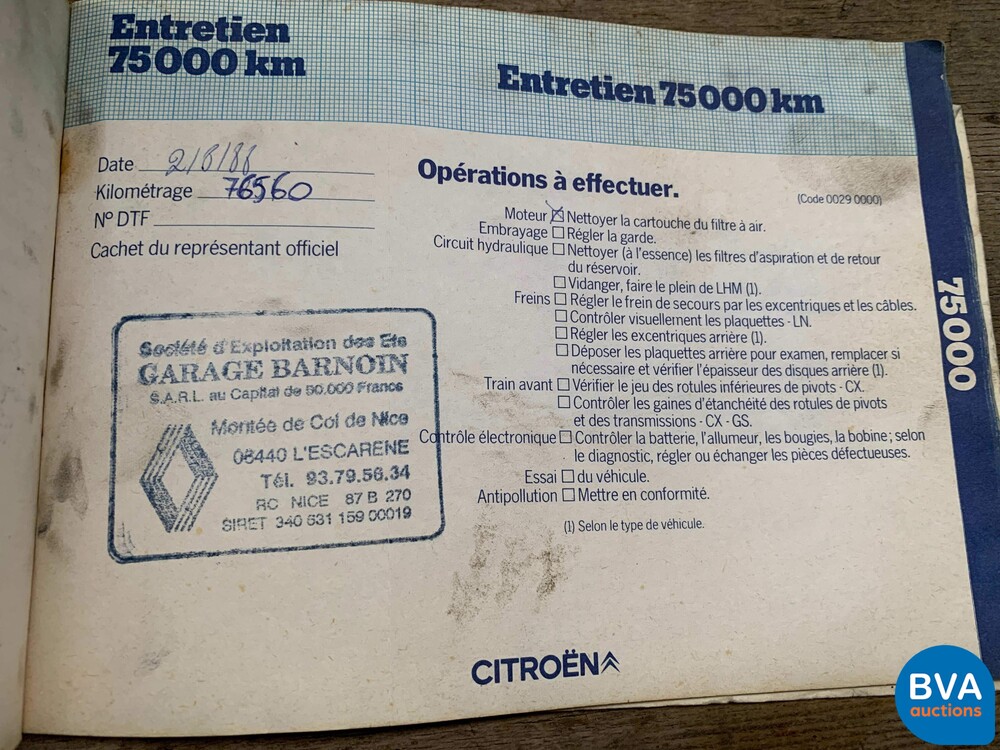 Entretien
75000 km
Entretien 75000 km
Date 2/8/88
Kilométrage 76560
N° DTF
Cachet du représentant officiel
Société d'Exploitation des Ets
GARAGE BARNOIN
S.A.R.L. au Capital de 50.000 Francs
Montée de Col de Nice
06440 L'ESCARENE
Tél. 93.79.56.34
RC NICE 87 B 270
SIRET 340 531 159 00019
Opérations à effectuer.
(Code 0029 0000)
Moteur ☒ Nettoyer la cartouche du filtre à air.
Embrayage ☐ Régler la garde.
Circuit hydraulique ☐ Nettoyer (à l'essence) les filtres d'aspiration et de retour
du réservoir.
☐ Vidanger, faire le plein de LHM (1).
Freins ☐ Régler le frein de secours par les excentriques et les câbles.
☐ Contrôler visuellement les plaquettes - LN.
☐ Régler les excentriques arrière (1).
☐ Déposer les plaquettes arrière pour examen, remplacer si
nécessaire et vérifier l'épaisseur des disques arrière (1).
Train avant ☐ Vérifier le jeu des rotules inférieures de pivots - CX.
☐ Contrôler les gaines d'étanchéité des rotules de pivots
et des transmissions - CX - GS.
Contrôle électronique ☐ Contrôler la batterie, l'allumeur, les bougies, la bobine; selon
le diagnostic, régler ou échanger les pièces défectueuses.
Essai ☐ du véhicule.
Antipollution ☐ Mettre en conformité.
(1) Selon le type de véhicule.
CITROËN
75000
BVA
auctions